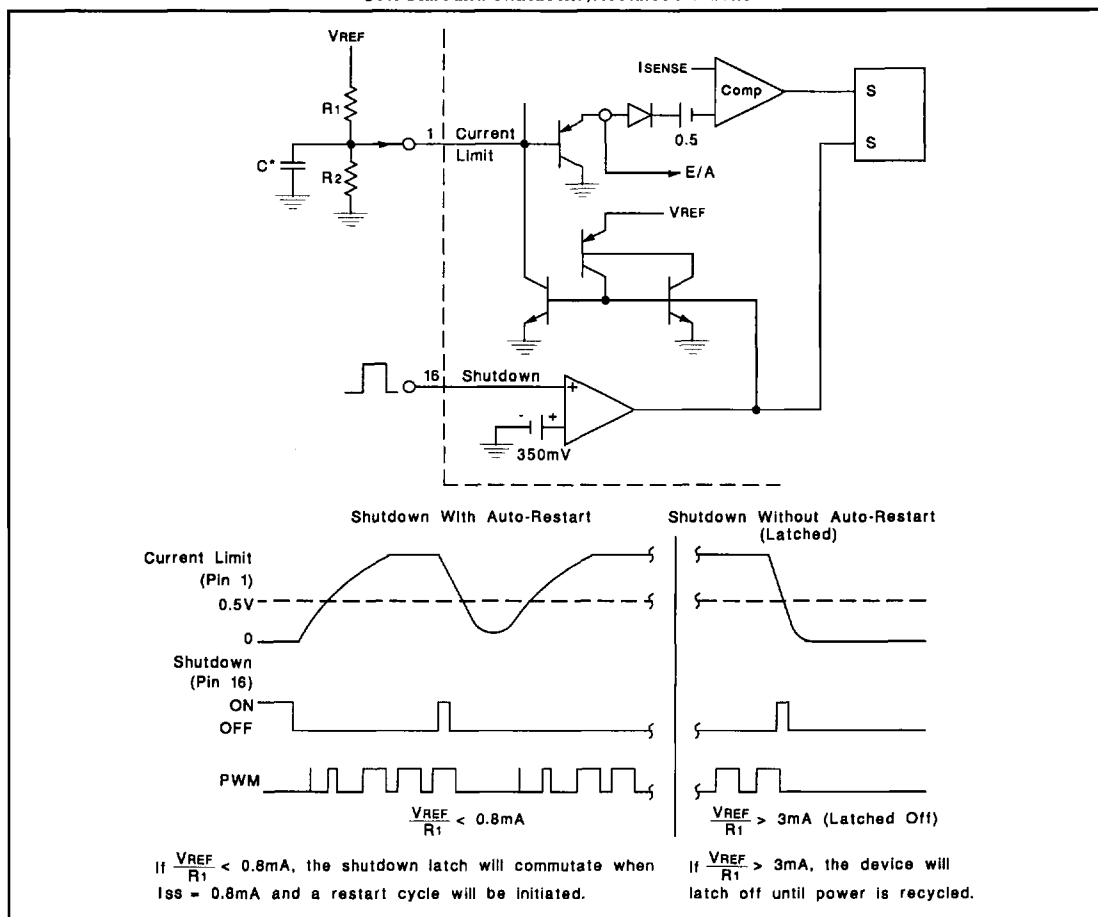 VREF
R1
C*
R2
1
Current
Limit
ISENSE
Comp
0.5
E/A
S
S
VREF
16
Shutdown
+
- +
350mV
Shutdown With Auto-Restart
Shutdown Without Auto-Restart
(Latched)
Current Limit
(Pin 1)
0.5V
0
Shutdown
(Pin 16)
ON
OFF
PWM
VREF
R1
< 0.8mA
VREF
R1
> 3mA (Latched Off)
If VREF/R1 < 0.8mA, the shutdown latch will commutate when
ISS = 0.8mA and a restart cycle will be initiated.
If VREF/R1 > 3mA, the device will
latch off until power is recycled.